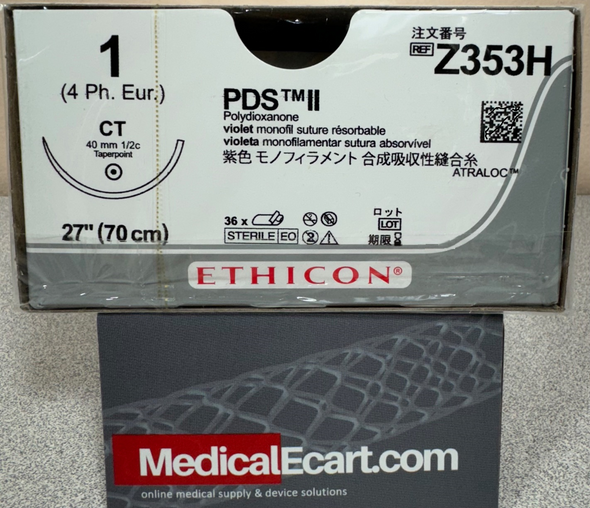 1
(4 Ph. Eur.)
CT
40 mm 1/2c
Taperpoint
27" (70 cm)
注文番号
REF Z353H
PDS™II
Polydioxanone
violet monofil suture résorbable
violeta monofilamentar sutura absorvível
紫色 モノフィラメント 合成吸収性縫合糸
ATRALOC™
36 x
STERILE EO
ロット
LOT
期限
ETHICON®
MedicalEcart.com
online medical supply & device solutions